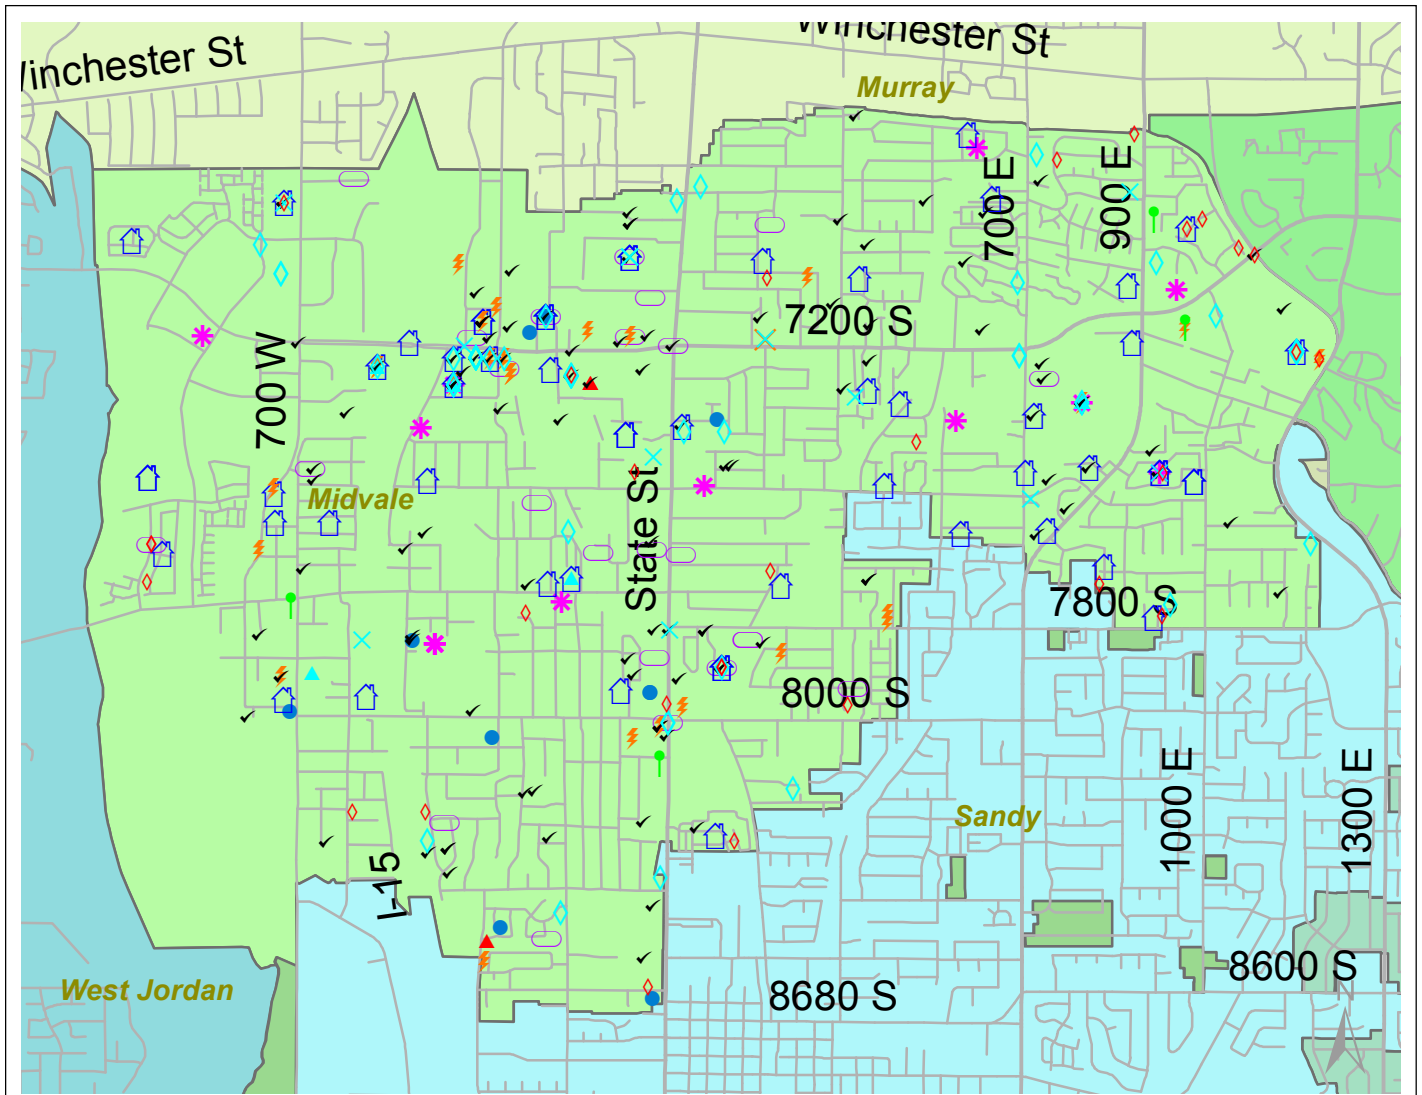 Winchester St
Winchester St
Murray
700 E
900 E
7200 S
700 W
Midvale
State St
7800 S
8000 S
Sandy
1000 E
1300 E
I-15
West Jordan
8600 S
8680 S